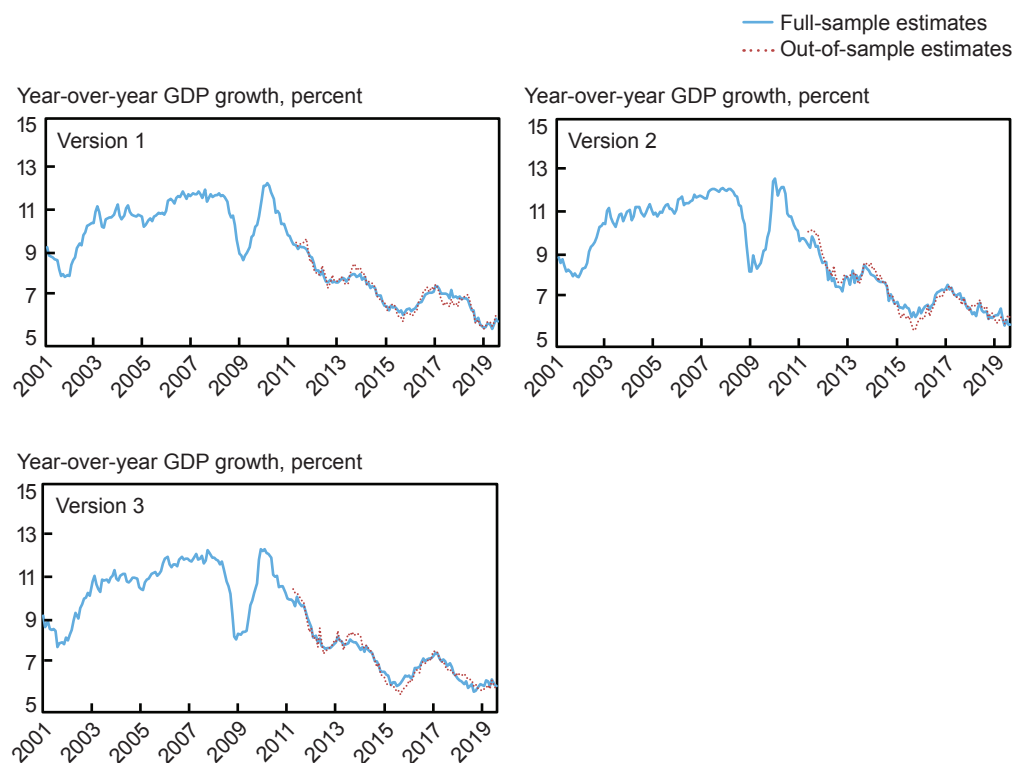 Full-sample estimates
Out-of-sample estimates
Year-over-year GDP growth, percent
Version 1
15
13
11
9
7
5
2001 2003 2005 2007 2009 2011 2013 2015 2017 2019
Year-over-year GDP growth, percent
Version 2
15
13
11
9
7
5
2001 2003 2005 2007 2009 2011 2013 2015 2017 2019
Year-over-year GDP growth, percent
Version 3
15
13
11
9
7
5
2001 2003 2005 2007 2009 2011 2013 2015 2017 2019